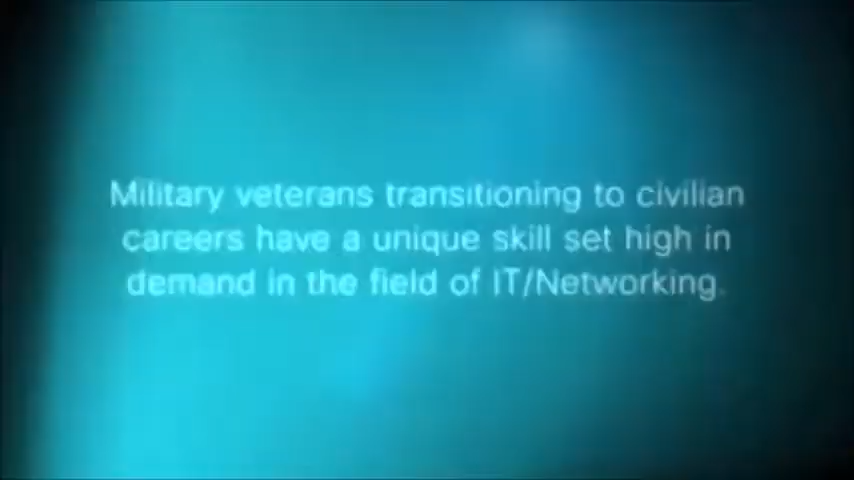 Military veterans transitioning to civilian
careers have a unique skill set high in
demand in the field of IT/Networking.